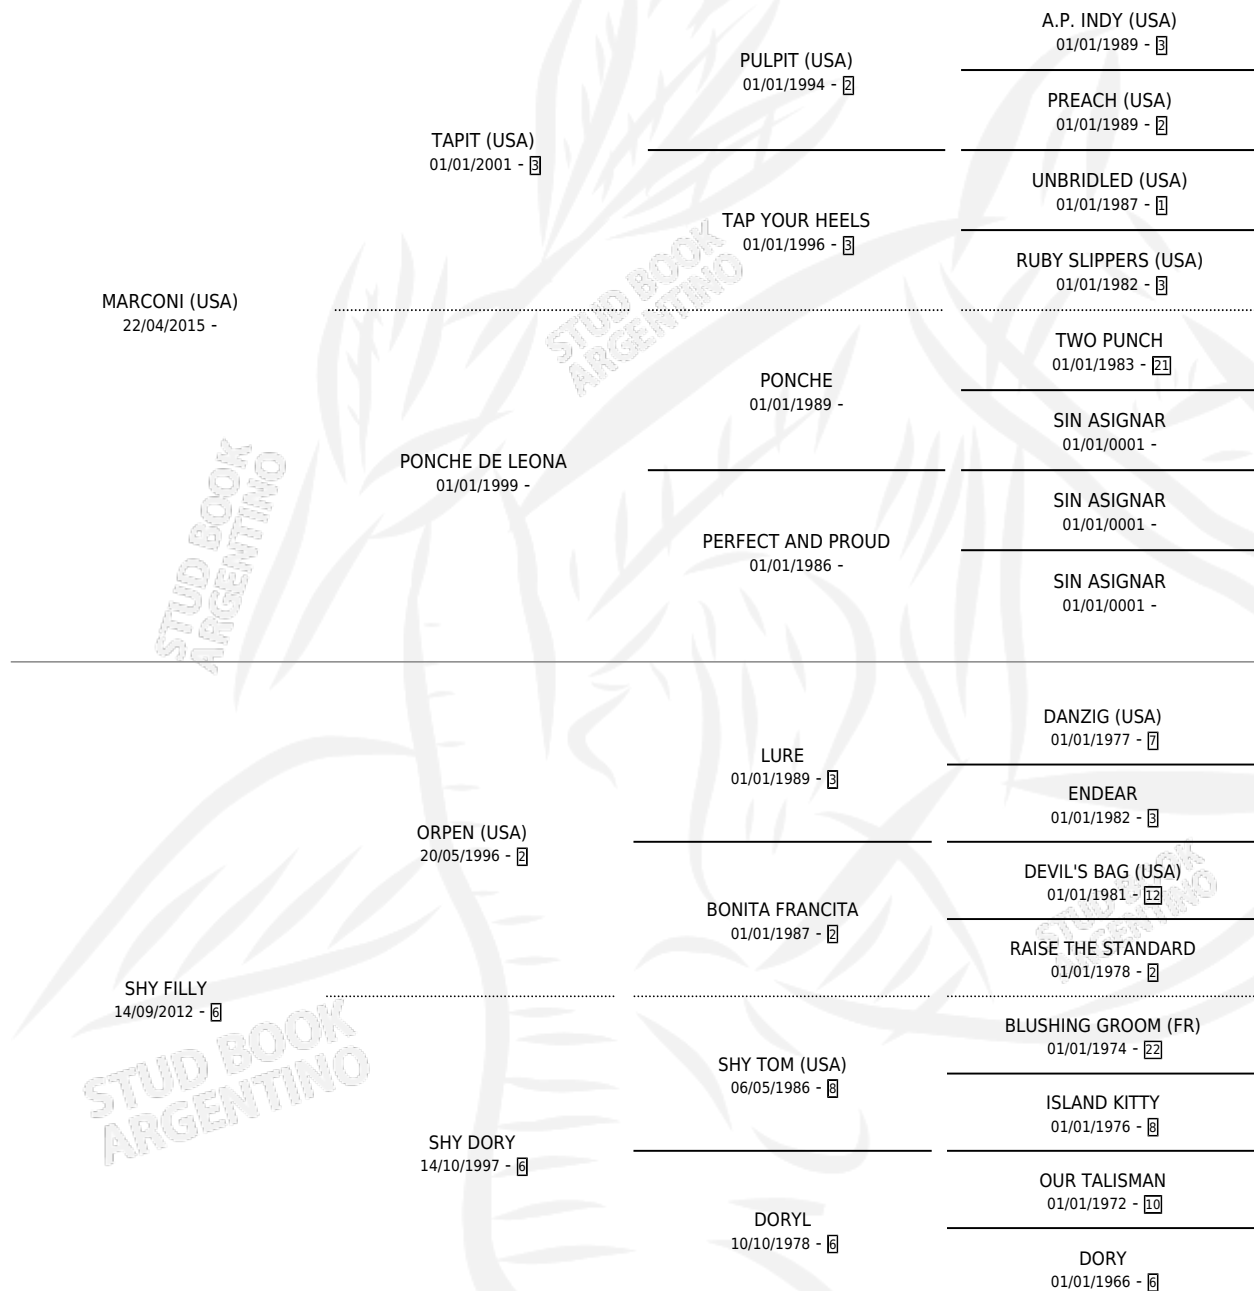 A.P. INDY (USA)
01/01/1989 - 3
PULPIT (USA)
01/01/1994 - 2
PREACH (USA)
01/01/1989 - 2
TAPIT (USA)
01/01/2001 - 3
UNBRIDLED (USA)
01/01/1987 - 1
TAP YOUR HEELS
01/01/1996 - 3
RUBY SLIPPERS (USA)
01/01/1982 - 3
MARCONI (USA)
22/04/2015 -
TWO PUNCH
01/01/1983 - 21
PONCHE
01/01/1989 -
SIN ASIGNAR
01/01/0001 -
PONCHE DE LEONA
01/01/1999 -
SIN ASIGNAR
01/01/0001 -
PERFECT AND PROUD
01/01/1986 -
SIN ASIGNAR
01/01/0001 -
DANZIG (USA)
01/01/1977 - 7
LURE
01/01/1989 - 3
ENDEAR
01/01/1982 - 3
ORPEN (USA)
20/05/1996 - 2
DEVIL'S BAG (USA)
01/01/1981 - 12
BONITA FRANCITA
01/01/1987 - 2
RAISE THE STANDARD
01/01/1978 - 2
SHY FILLY
14/09/2012 - 6
BLUSHING GROOM (FR)
01/01/1974 - 22
SHY TOM (USA)
06/05/1986 - 8
ISLAND KITTY
01/01/1976 - 8
SHY DORY
14/10/1997 - 6
OUR TALISMAN
01/01/1972 - 10
DORYL
10/10/1978 - 6
DORY
01/01/1966 - 6
STUD BOOK
ARGENTINO
STUD BOOK
ARGENTINO
STUD BOOK
ARGENTINO
STUD BOOK
ARGENTINO